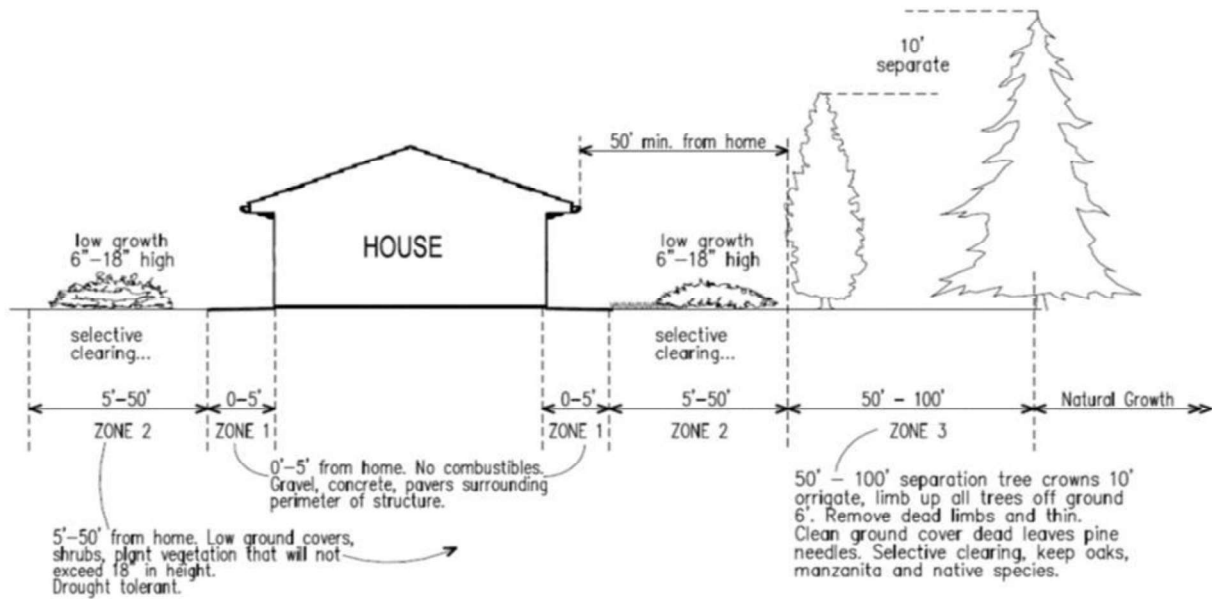 10'
separate
50' min. from home
low growth
6"-18" high
HOUSE
low growth
6"-18" high
selective
clearing...
selective
clearing...
5'-50'
0-5'
0-5'
5'-50'
50' - 100'
Natural Growth
ZONE 2
ZONE 1
ZONE 1
ZONE 2
ZONE 3
0'-5' from home. No combustibles.
Gravel, concrete, pavers surrounding
perimeter of structure.
5'-50' from home. Low ground covers,
shrubs, plant vegetation that will not
exceed 18" in height.
Drought tolerant.
50' - 100' separation tree crowns 10'
orrigate, limb up all trees off ground
6'. Remove dead limbs and thin.
Clean ground cover dead leaves pine
needles. Selective clearing, keep oaks,
manzanita and native species.